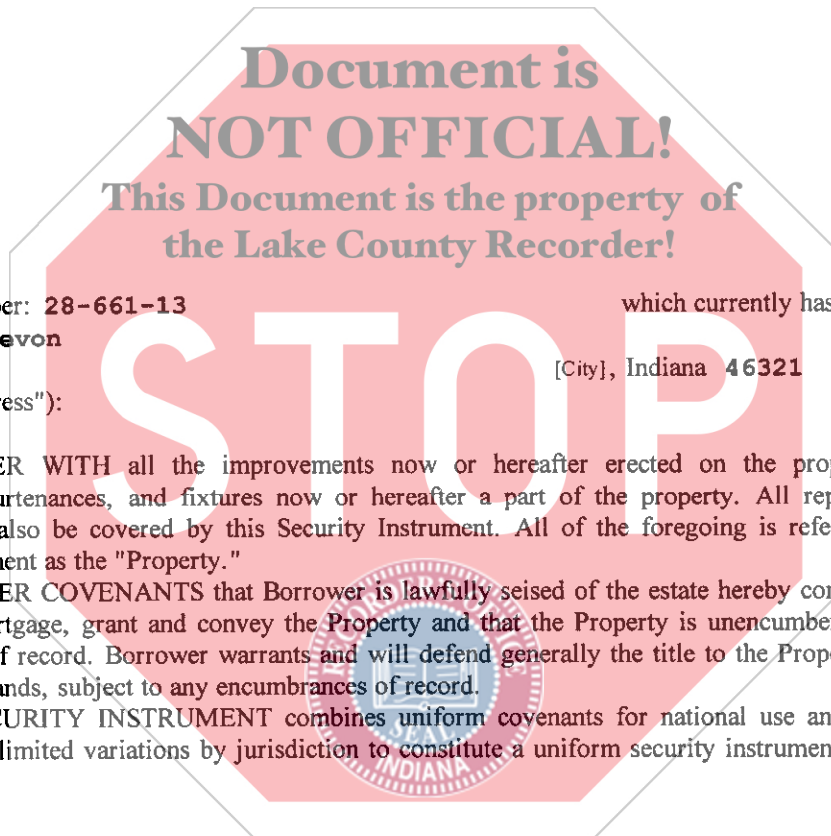 Document is
NOT OFFICIAL!
This Document is the property of
the Lake County Recorder!
er: 28-661-13 which currently has
evon
[City], Indiana 46321
ress"):
STOP
ER WITH all the improvements now or hereafter erected on the prop
urtenances, and fixtures now or hereafter a part of the property. All rep
also be covered by this Security Instrument. All of the foregoing is refe
ent as the "Property."
ER COVENANTS that Borrower is lawfully seised of the estate hereby con
rtgage, grant and convey the Property and that the Property is unencumbe
f record. Borrower warrants and will defend generally the title to the Prop
ands, subject to any encumbrances of record.
CURITY INSTRUMENT combines uniform covenants for national use an
limited variations by jurisdiction to constitute a uniform security instrumen
SEAL
INDIANA